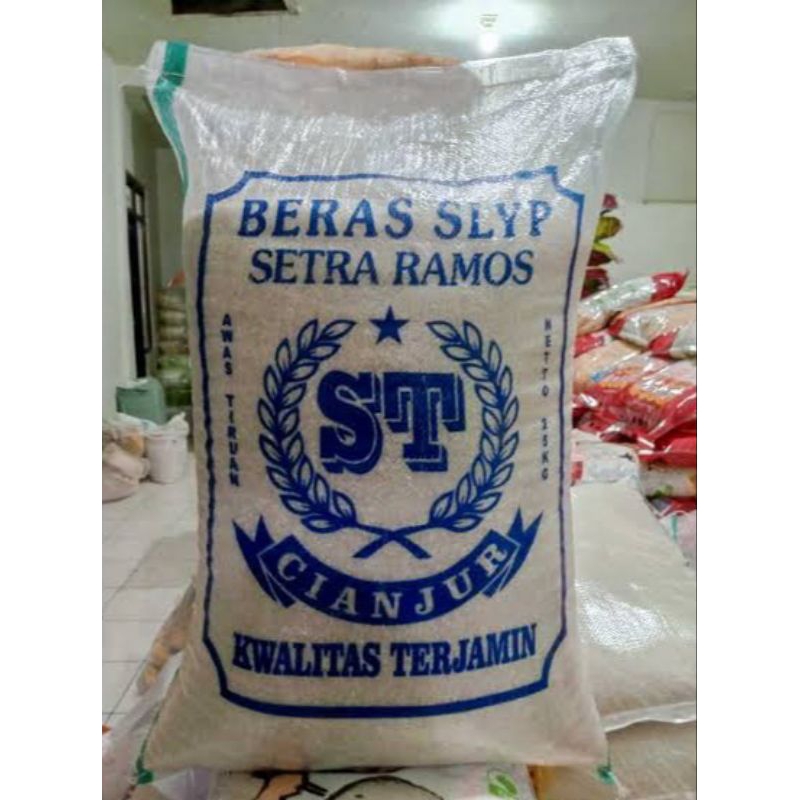 BERAS SLYP
SETRA RAMOS
AWAS TIRUAN
NETTO 25KG
ST
CIANJUR
KWALITAS TERJAMIN